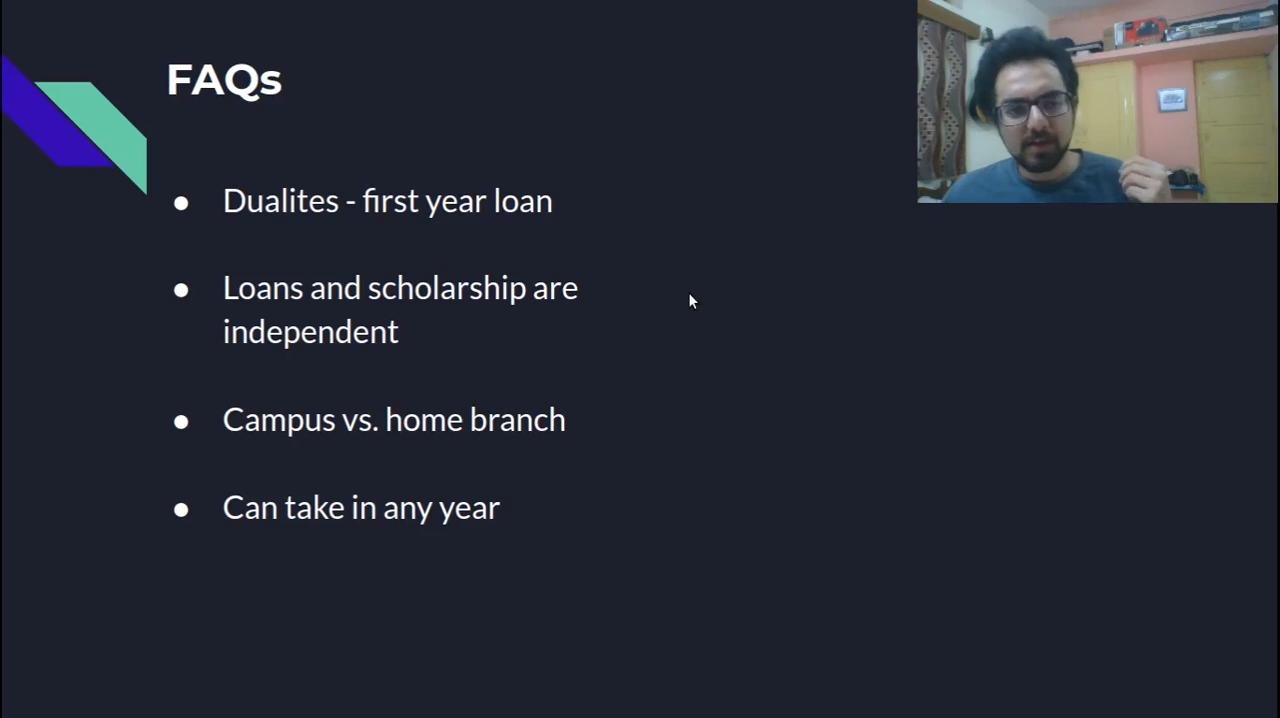 FAQs
● Dualites - first year loan
● Loans and scholarship are
independent
● Campus vs. home branch
● Can take in any year